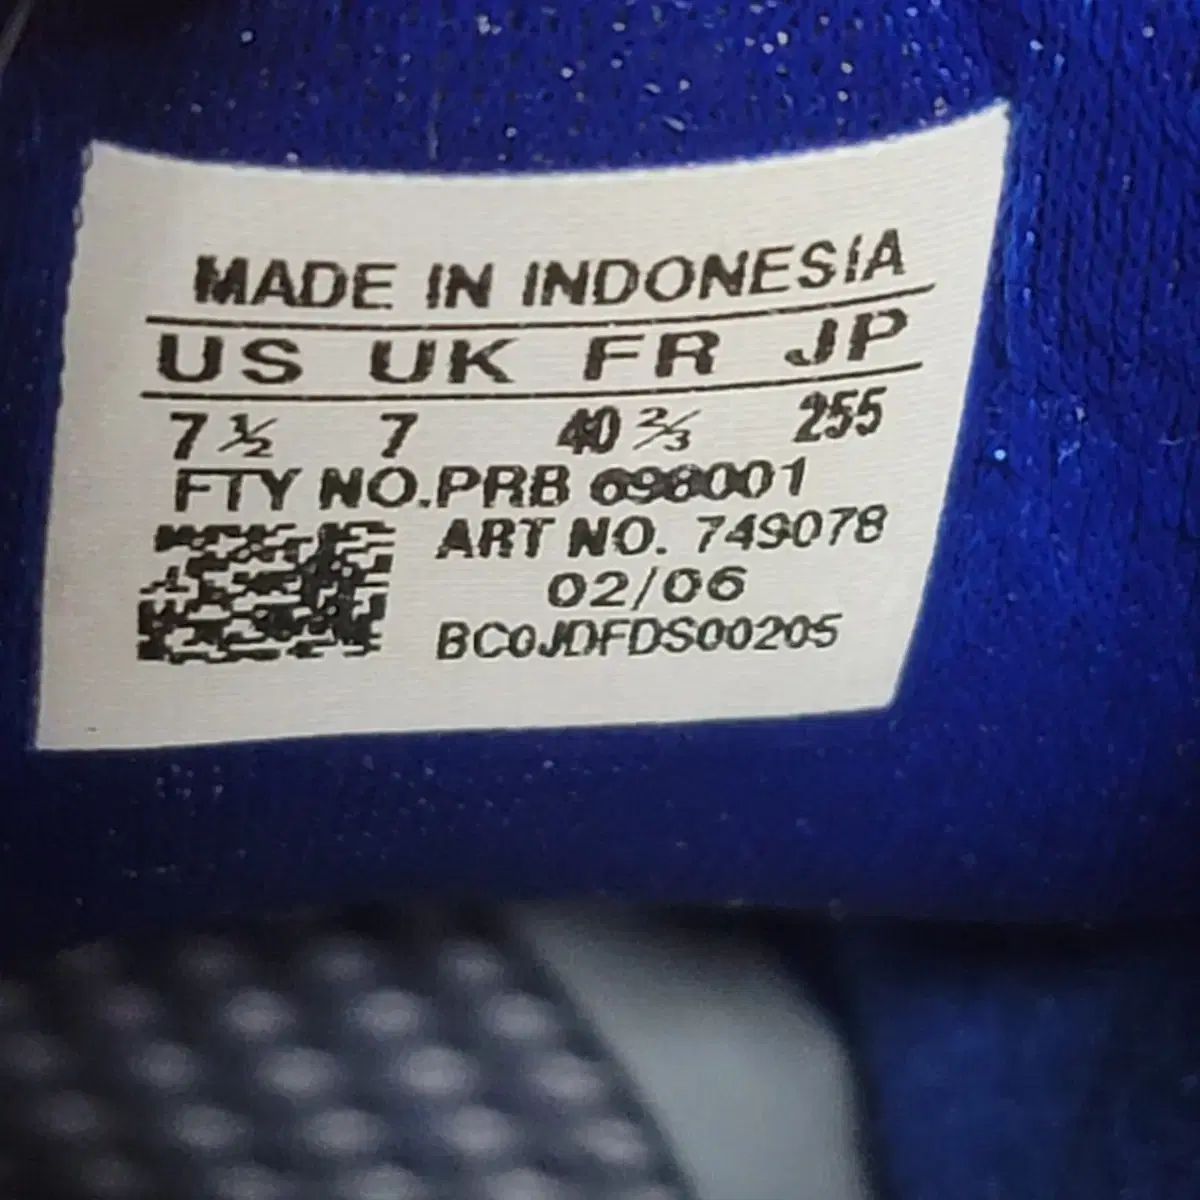 MADE IN INDONESIA
US UK FR JP
7½ 7 40⅔ 255
FTY NO.PRB 698001
ART NO. 749078
02/06
BC0JDFDS00205